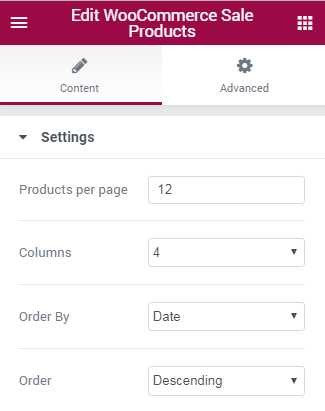 Edit WooCommerce Sale
Products
Content
Advanced
Settings
Products per page 12
Columns 4
Order By Date
Order Descending